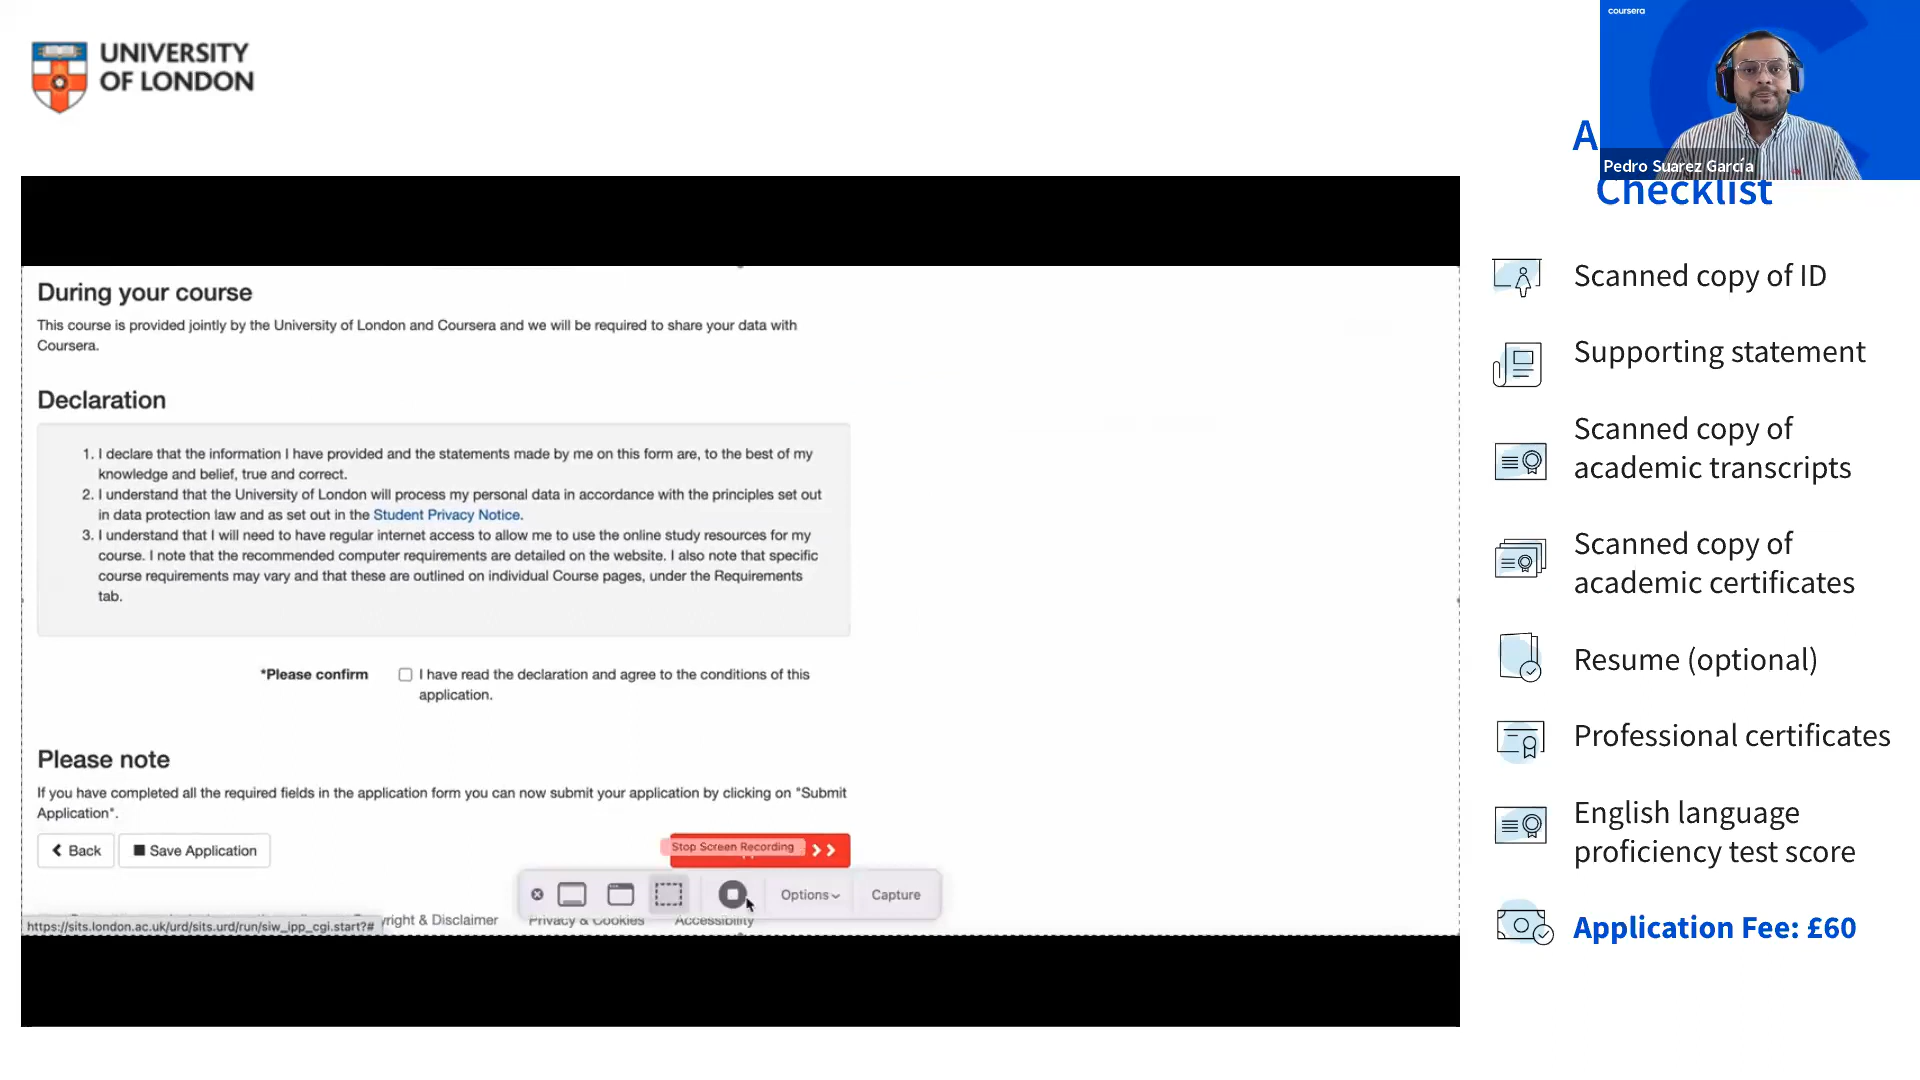 UNIVERSITY
OF LONDON
coursera
Pedro Suarez García
A
Checklist
During your course
This course is provided jointly by the University of London and Coursera and we will be required to share your data with
Coursera.
Declaration
1. I declare that the information I have provided and the statements made by me on this form are, to the best of my
knowledge and belief, true and correct.
2. I understand that the University of London will process my personal data in accordance with the principles set out
in data protection law and as set out in the Student Privacy Notice.
3. I understand that I will need to have regular internet access to allow me to use the online study resources for my
course. I note that the recommended computer requirements are detailed on the website. I also note that specific
course requirements may vary and that these are outlined on individual Course pages, under the Requirements
tab.
*Please confirm
I have read the declaration and agree to the conditions of this
application.
Please note
If you have completed all the required fields in the application form you can now submit your application by clicking on "Submit
Application".
Back
Save Application
Stop Screen Recording
Options
Capture
right & Disclaimer
Privacy & Cookies
Accessibility
https://sits.london.ac.uk/urd/sits.urd/run/siw_ipp_cgi.start?#
Scanned copy of ID
Supporting statement
Scanned copy of
academic transcripts
Scanned copy of
academic certificates
Resume (optional)
Professional certificates
English language
proficiency test score
Application Fee: £60